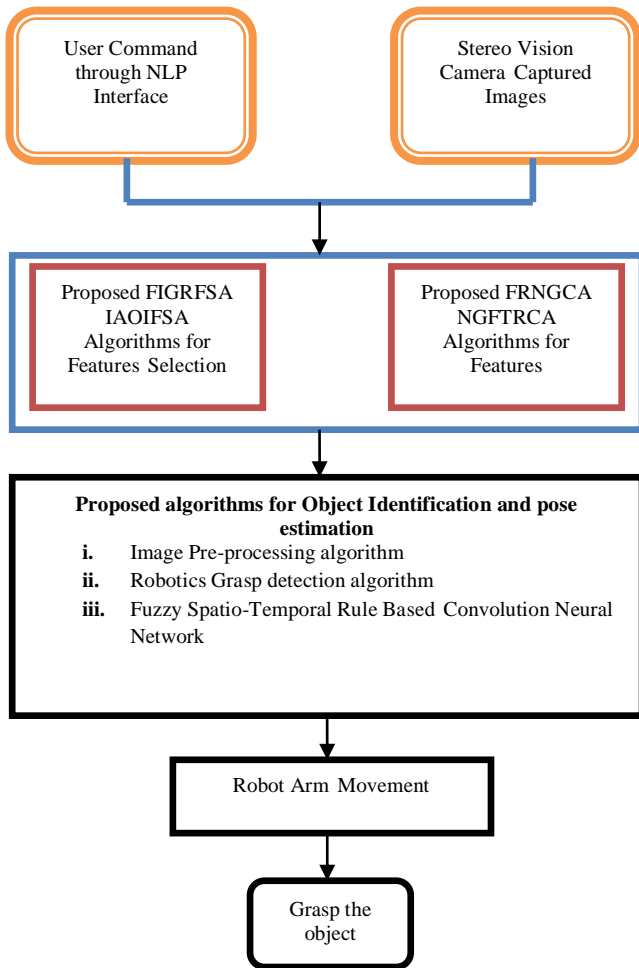 User Command
through NLP
Interface
Stereo Vision
Camera Captured
Images
Proposed FIGRFSA
IAOIFSA
Algorithms for
Features Selection
Proposed FRNGCA
NGFTRCA
Algorithms for
Features
Proposed algorithms for Object Identification and pose
estimation
i. Image Pre-processing algorithm
ii. Robotics Grasp detection algorithm
iii. Fuzzy Spatio-Temporal Rule Based Convolution Neural
Network
Robot Arm Movement
Grasp the
object